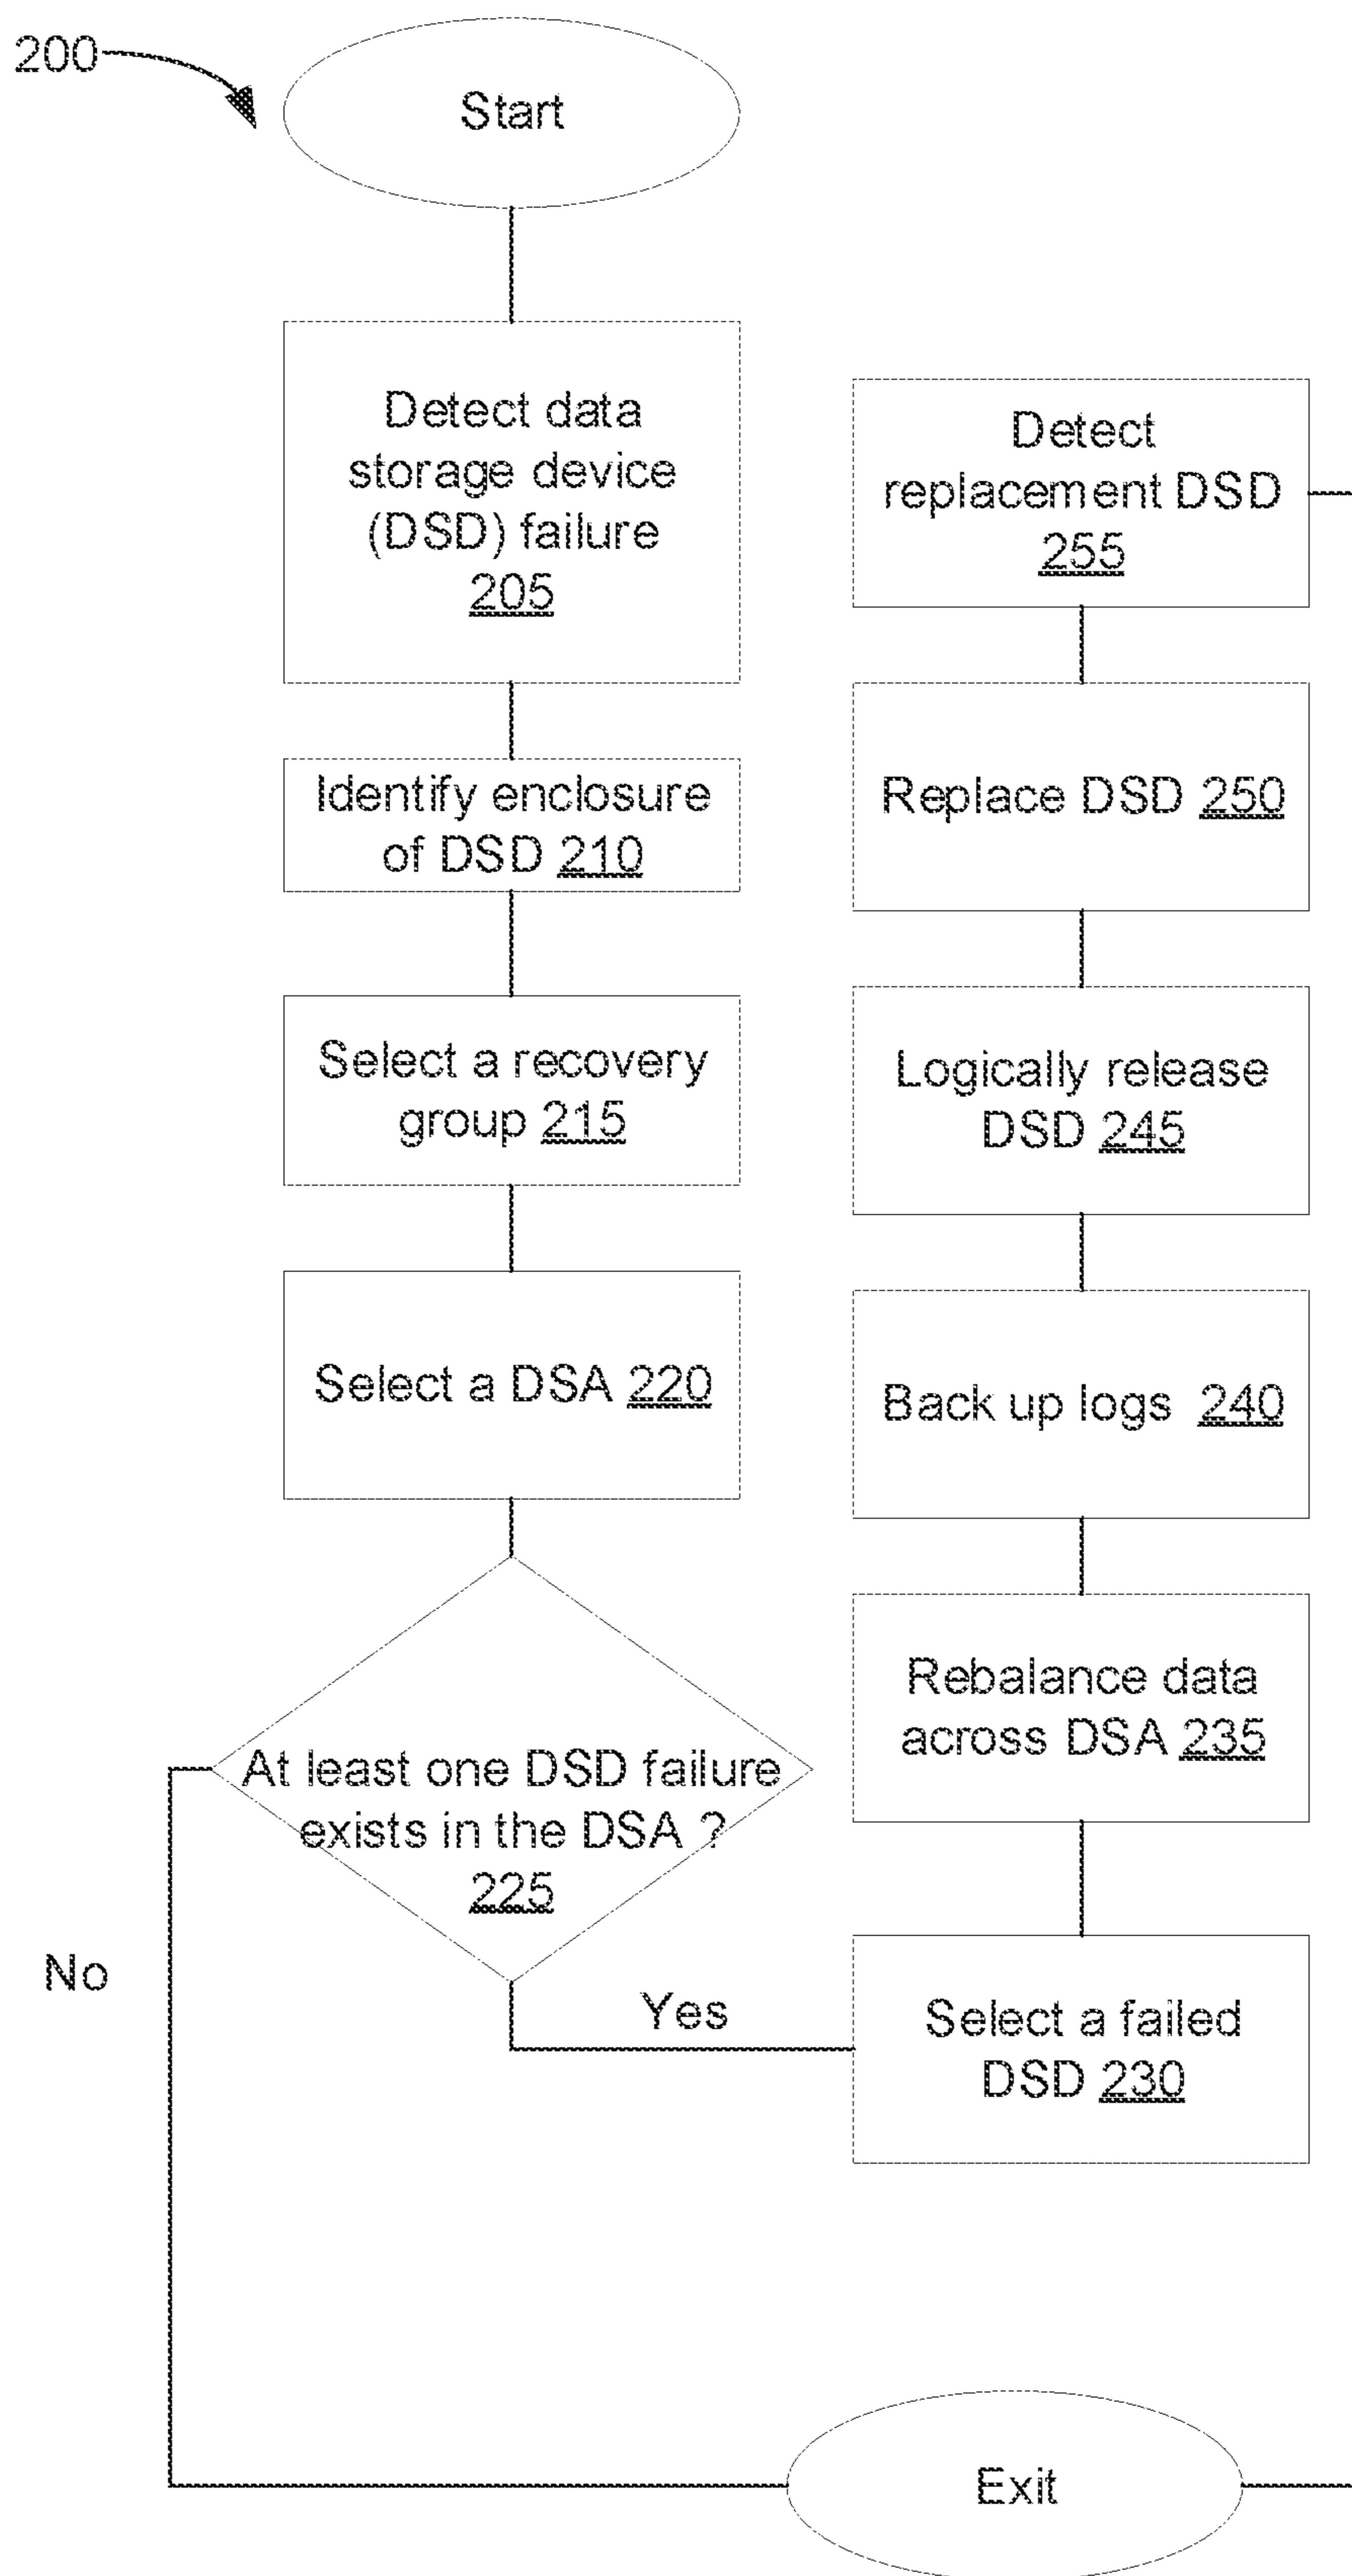 200
Start
Detect data
storage device
(DSD) failure
205
Identify enclosure
of DSD 210
Select a recovery
group 215
Select a DSA 220
At least one DSD failure
exists in the DSA ?
225
No
Yes
Detect
replacement DSD
255
Replace DSD 250
Logically release
DSD 245
Back up logs 240
Rebalance data
across DSA 235
Select a failed
DSD 230
Exit